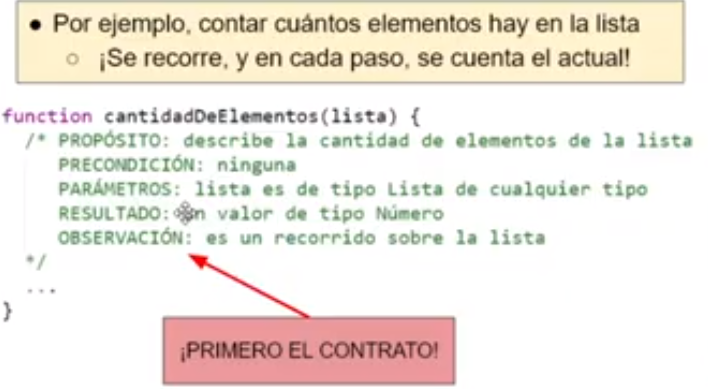 ● Por ejemplo, contar cuántos elementos hay en la lista
○ ¡Se recorre, y en cada paso, se cuenta el actual!
function cantidadDeElementos(lista) {
/* PROPÓSITO: describe la cantidad de elementos de la lista
PRECONDICIÓN: ninguna
PARÁMETROS: lista es de tipo Lista de cualquier tipo
RESULTADO: un valor de tipo Número
OBSERVACIÓN: es un recorrido sobre la lista
*/
...
}
¡PRIMERO EL CONTRATO!